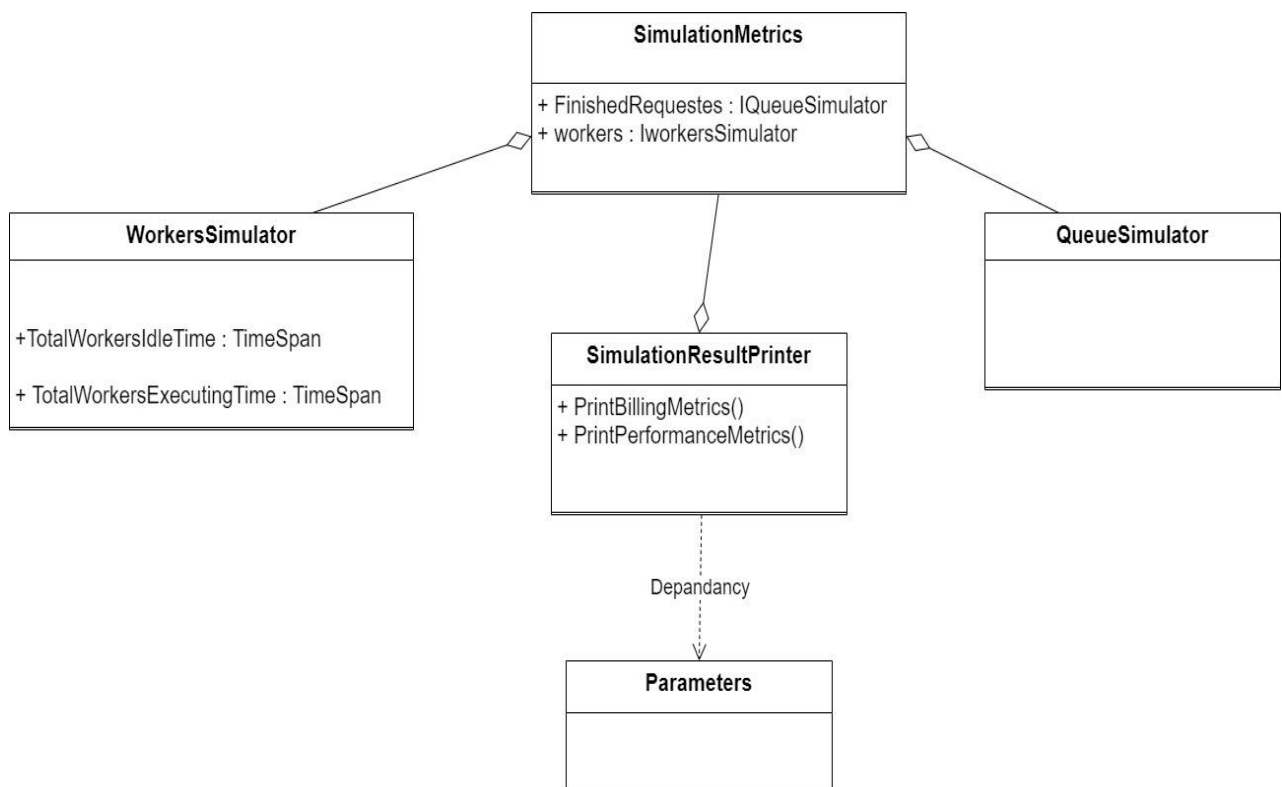 SimulationMetrics
+ FinishedRequestes : IQueueSimulator
+ workers : IworkersSimulator
WorkersSimulator
+TotalWorkersIdleTime : TimeSpan
+ TotalWorkersExecutingTime : TimeSpan
QueueSimulator
SimulationResultPrinter
+ PrintBillingMetrics()
+ PrintPerformanceMetrics()
Depandancy
Parameters